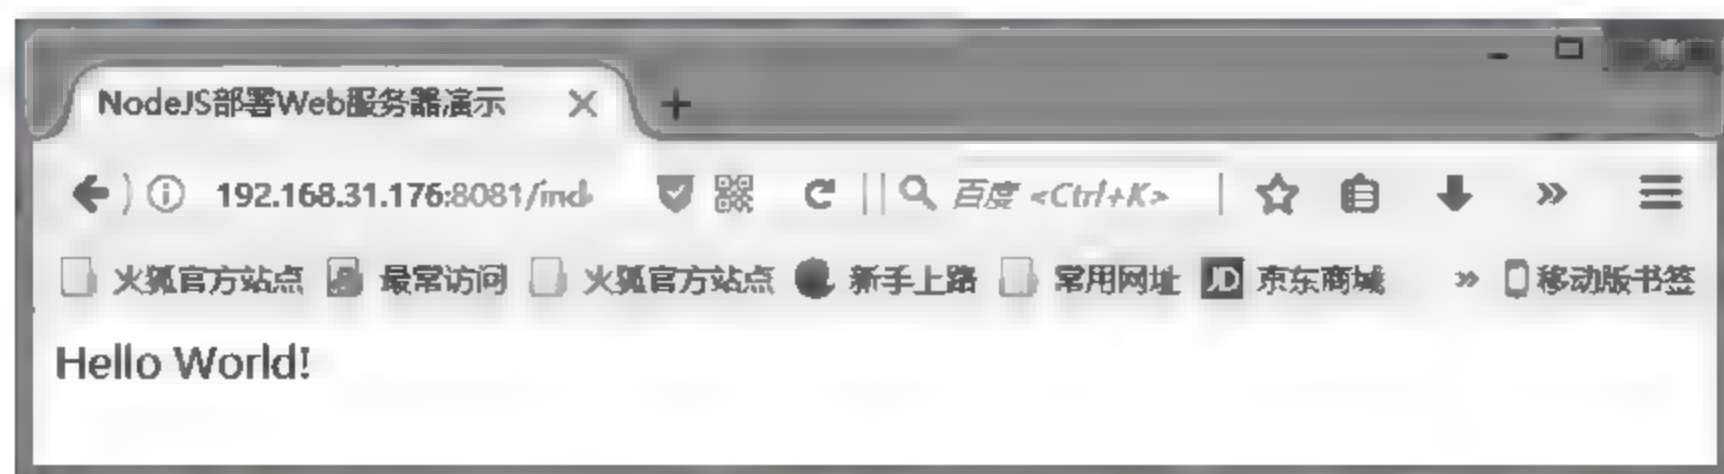 NodeJS部署Web服务器演示
192.168.31.176:8081/ind 百度 <Ctrl+K>
火狐官方站点 最常访问 火狐官方站点 新手上路 常用网址 JD 京东商城 » 移动版书签
Hello World!